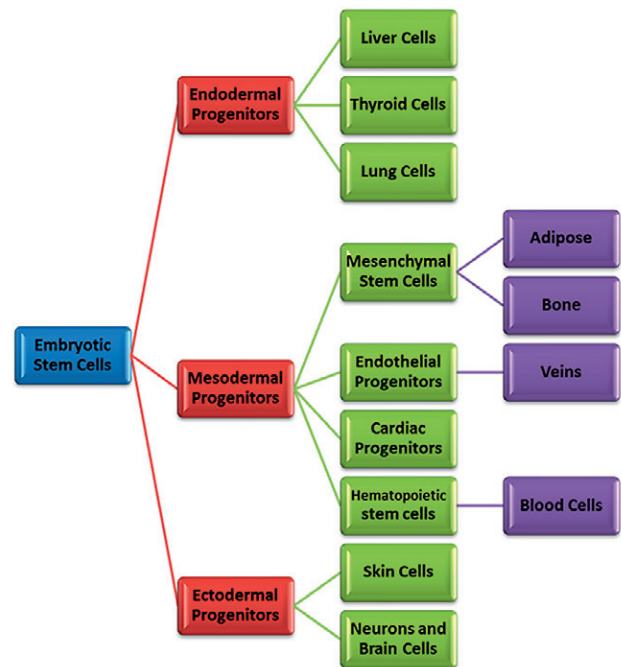 Liver Cells
Endodermal
Progenitors
Thyroid Cells
Lung Cells
Mesenchymal
Stem Cells
Adipose
Bone
Embryotic
Stem Cells
Mesodermal
Progenitors
Endothelial
Progenitors
Veins
Cardiac
Progenitors
Hematopoietic
stem cells
Blood Cells
Skin Cells
Ectodermal
Progenitors
Neurons and
Brain Cells